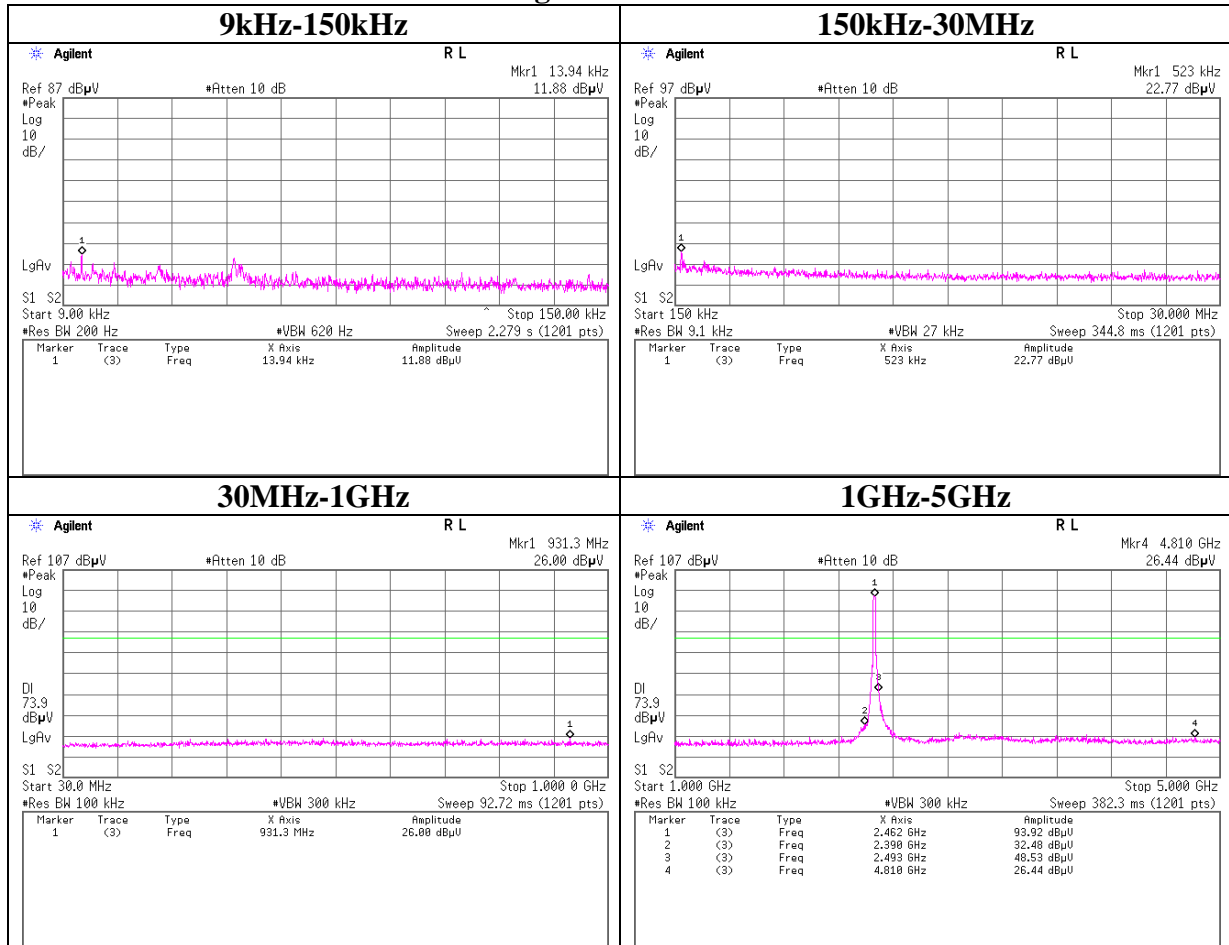 9kHz-150kHz
Agilent R L
Mkr1 13.94 kHz
Ref 87 dBµV #Atten 10 dB 11.88 dBµV
#Peak
Log
10
dB/
1
LgAv
S1 S2
Start 9.00 kHz ^ Stop 150.00 kHz
#Res BW 200 Hz #VBW 620 Hz Sweep 2.279 s (1201 pts)
Marker Trace Type X Axis Amplitude
1 (3) Freq 13.94 kHz 11.88 dBµV
150kHz-30MHz
Agilent R L
Mkr1 523 kHz
Ref 97 dBµV #Atten 10 dB 22.77 dBµV
#Peak
Log
10
dB/
1
LgAv
S1 S2
Start 150 kHz Stop 30.000 MHz
#Res BW 9.1 kHz #VBW 27 kHz Sweep 344.8 ms (1201 pts)
Marker Trace Type X Axis Amplitude
1 (3) Freq 523 kHz 22.77 dBµV
30MHz-1GHz
Agilent R L
Mkr1 931.3 MHz
Ref 107 dBµV #Atten 10 dB 26.00 dBµV
#Peak
Log
10
dB/
DI
73.9
dBµV
1
LgAv
S1 S2
Start 30.0 MHz Stop 1.000 0 GHz
#Res BW 100 kHz #VBW 300 kHz Sweep 92.72 ms (1201 pts)
Marker Trace Type X Axis Amplitude
1 (3) Freq 931.3 MHz 26.00 dBµV
1GHz-5GHz
Agilent R L
Mkr4 4.810 GHz
Ref 107 dBµV #Atten 10 dB 26.44 dBµV
#Peak
1
Log
10
dB/
3
DI
73.9
2
dBµV
4
LgAv
S1 S2
Start 1.000 GHz Stop 5.000 GHz
#Res BW 100 kHz #VBW 300 kHz Sweep 382.3 ms (1201 pts)
Marker Trace Type X Axis Amplitude
1 (3) Freq 2.462 GHz 93.92 dBµV
2 (3) Freq 2.390 GHz 32.48 dBµV
3 (3) Freq 2.493 GHz 48.53 dBµV
4 (3) Freq 4.810 GHz 26.44 dBµV